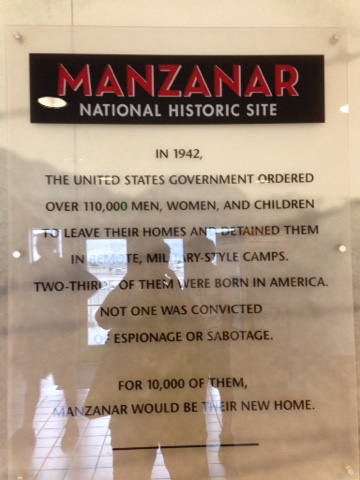 MANZANAR
NATIONAL HISTORIC SITE
IN 1942,
THE UNITED STATES GOVERNMENT ORDERED
OVER 110,000 MEN, WOMEN, AND CHILDREN
TO LEAVE THEIR HOMES AND DETAINED THEM
IN REMOTE, MILITARY-STYLE CAMPS.
TWO-THIRDS OF THEM WERE BORN IN AMERICA.
NOT ONE WAS CONVICTED
OF ESPIONAGE OR SABOTAGE.
FOR 10,000 OF THEM,
MANZANAR WOULD BE THEIR NEW HOME.